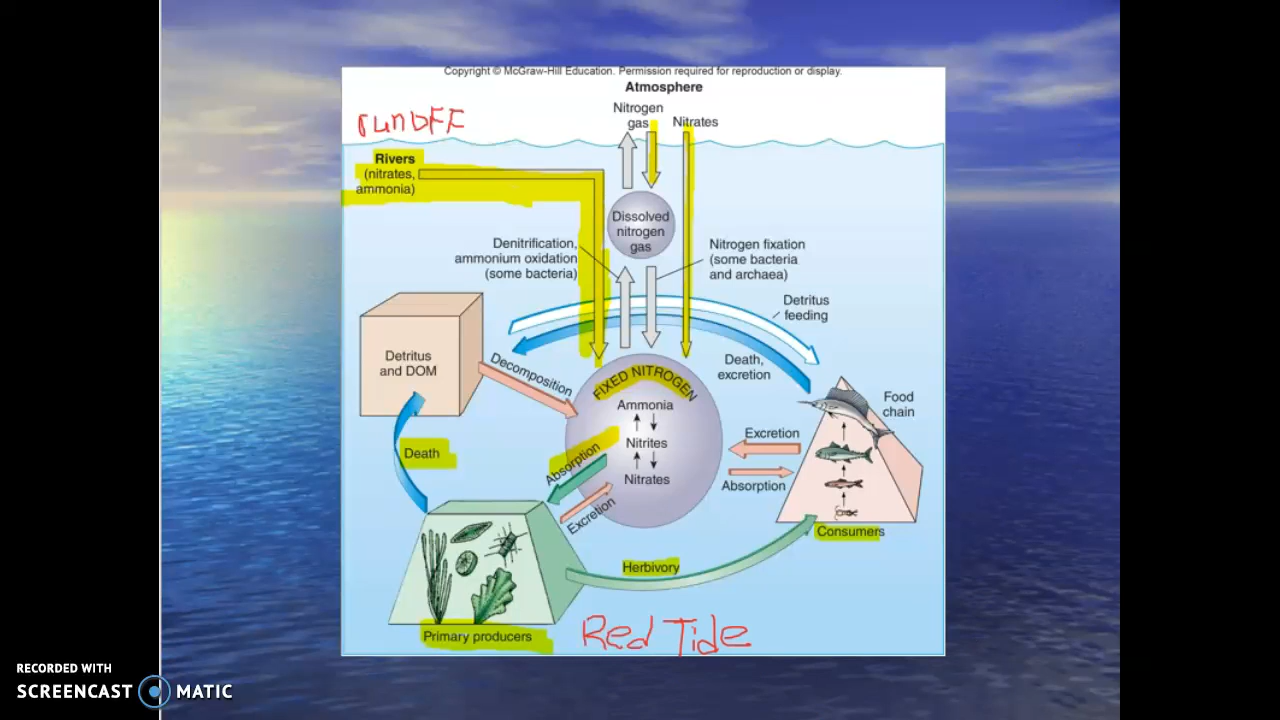 Copyright © McGraw-Hill Education. Permission required for reproduction or display.
Atmosphere
Nitrogen
gas
Nitrates
runoFF
Rivers
(nitrates,
ammonia)
Dissolved
nitrogen
gas
Denitrification,
ammonium oxidation
(some bacteria)
Nitrogen fixation
(some bacteria
and archaea)
Detritus
feeding
Detritus
and DOM
Decomposition
Death,
excretion
FIXED NITROGEN
Ammonia
Nitrites
Nitrates
Food
chain
Death
Absorption
Excretion
Excretion
Absorption
Consumers
Herbivory
Primary producers
Red Tide
RECORDED WITH
SCREENCAST MATIC